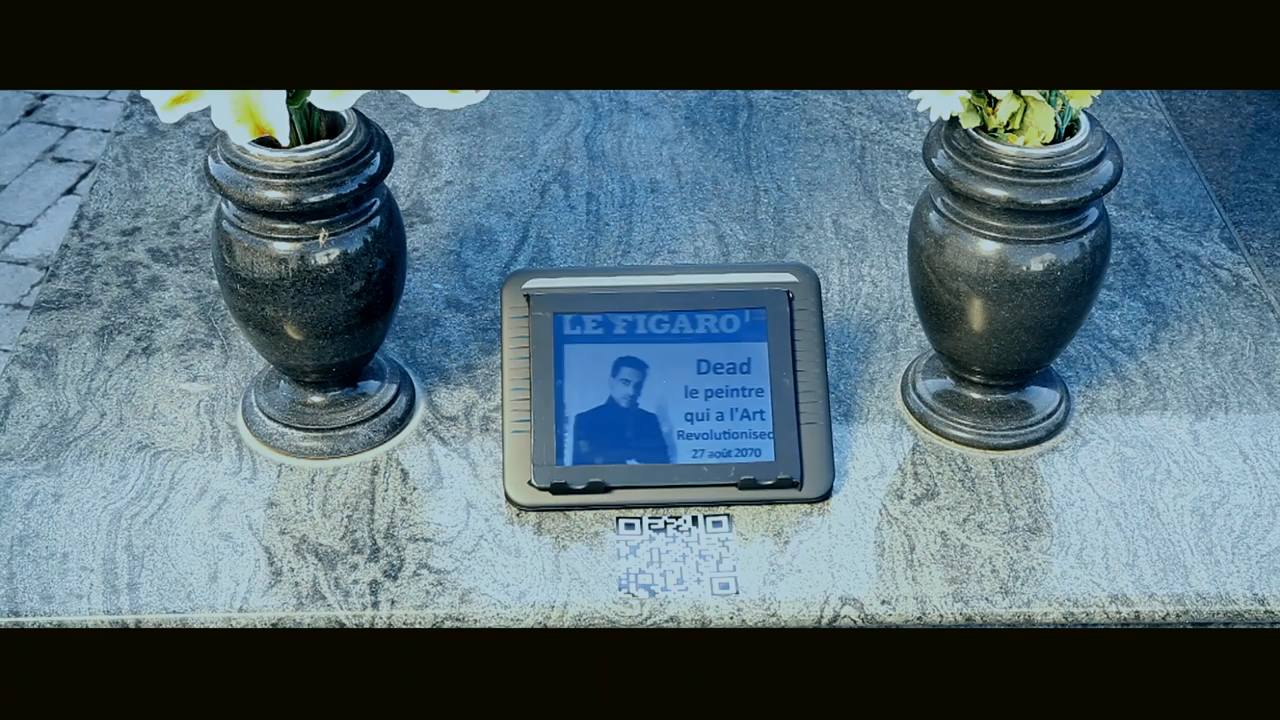 LE FIGARO
Dead
le peintre
qui a l'Art
Revolutionised
27 août 2070